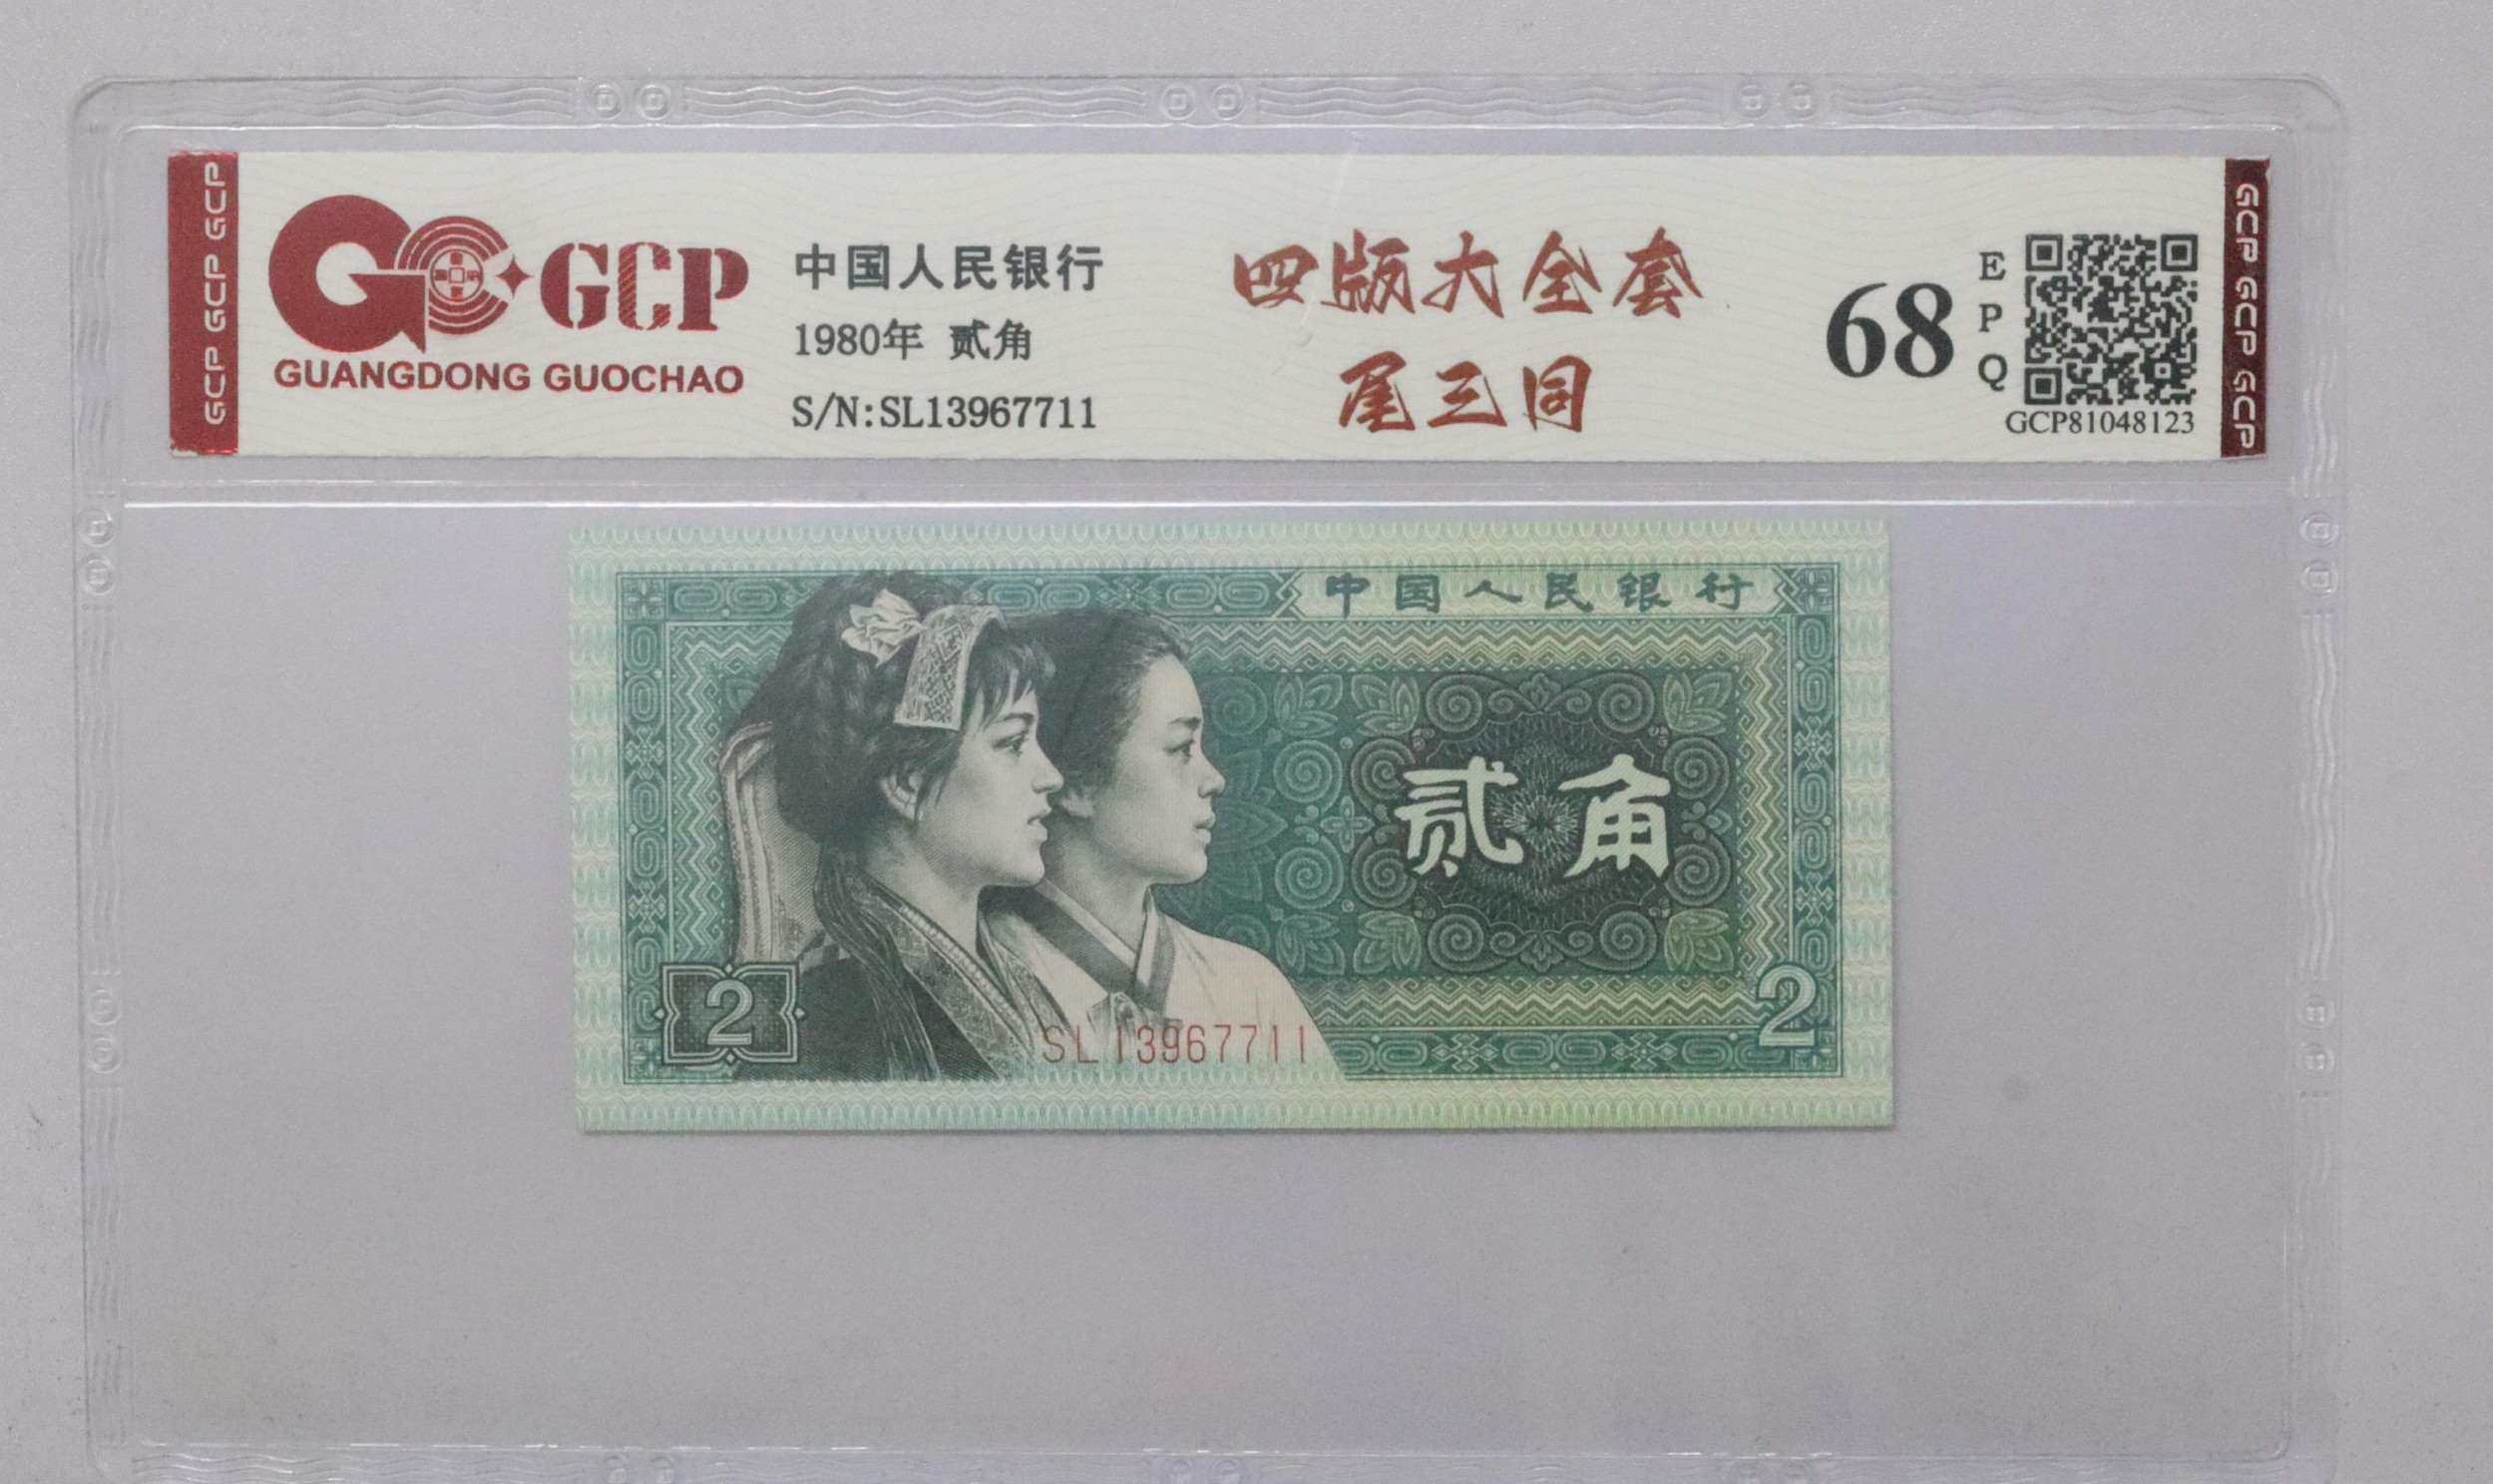 GCP GCP GCP
GCP
GUANGDONG GUOCHAO
中国人民银行
1980年 贰角
S/N:SL13967711
四版大全套
尾三同
68
EPQ
GCP81048123
GCP GCP GCP
中国人民银行
贰角
2
SL13967711
2